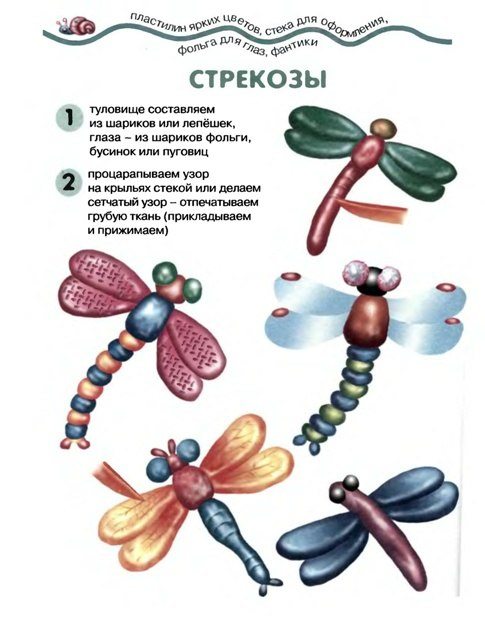 пластилин ярких цветов, стека для оформления,
фольга для глаз, фантики
СТРЕКОЗЫ
1 туловище составляем
из шариков или лепёшек,
глаза – из шариков фольги,
бусинок или пуговиц
2 процарапываем узор
на крыльях стекой или делаем
сетчатый узор – отпечатываем
грубую ткань (прикладываем
и прижимаем)